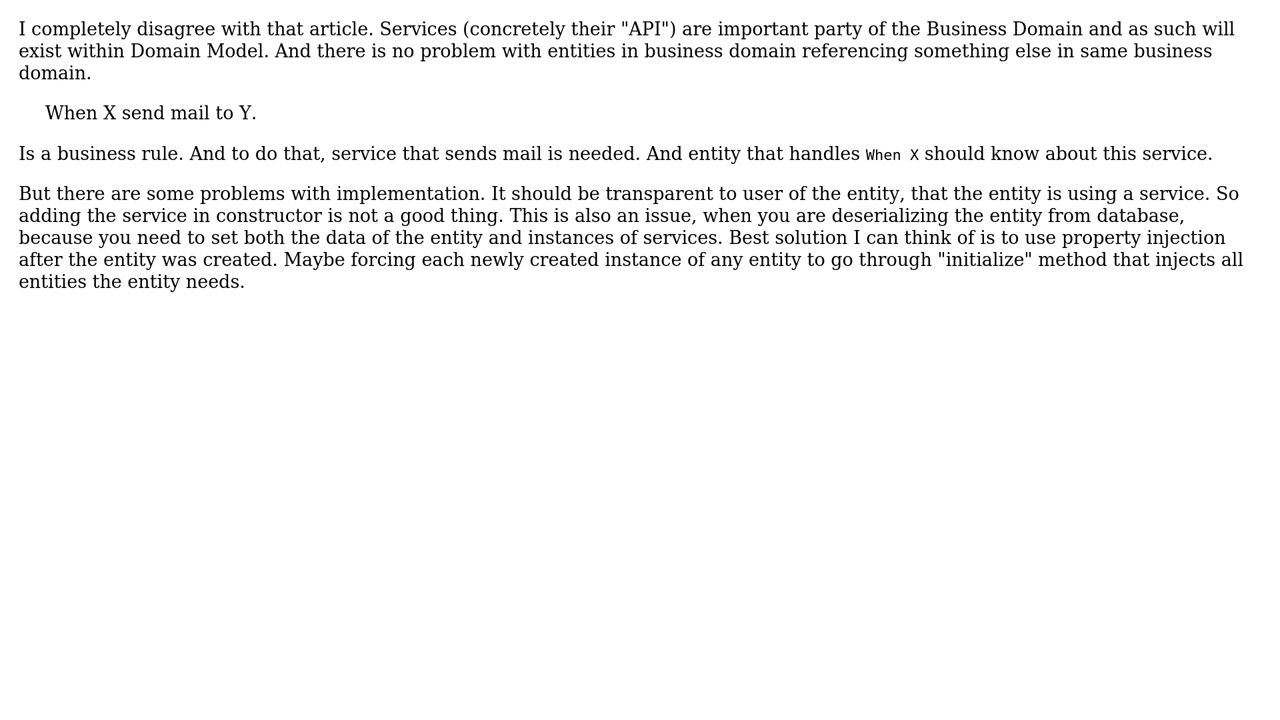 I completely disagree with that article. Services (concretely their "API") are important party of the Business Domain and as such will
exist within Domain Model. And there is no problem with entities in business domain referencing something else in same business
domain.
When X send mail to Y.
Is a business rule. And to do that, service that sends mail is needed. And entity that handles When X should know about this service.
But there are some problems with implementation. It should be transparent to user of the entity, that the entity is using a service. So
adding the service in constructor is not a good thing. This is also an issue, when you are deserializing the entity from database,
because you need to set both the data of the entity and instances of services. Best solution I can think of is to use property injection
after the entity was created. Maybe forcing each newly created instance of any entity to go through "initialize" method that injects all
entities the entity needs.